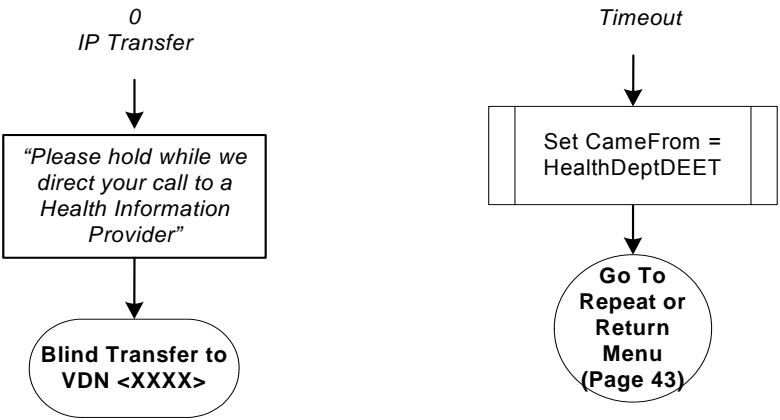 0
IP Transfer
“Please hold while we
direct your call to a
Health Information
Provider”
Blind Transfer to
VDN <XXXX>
Timeout
Set CameFrom =
HealthDeptDEET
Go To
Repeat or
Return
Menu
(Page 43)